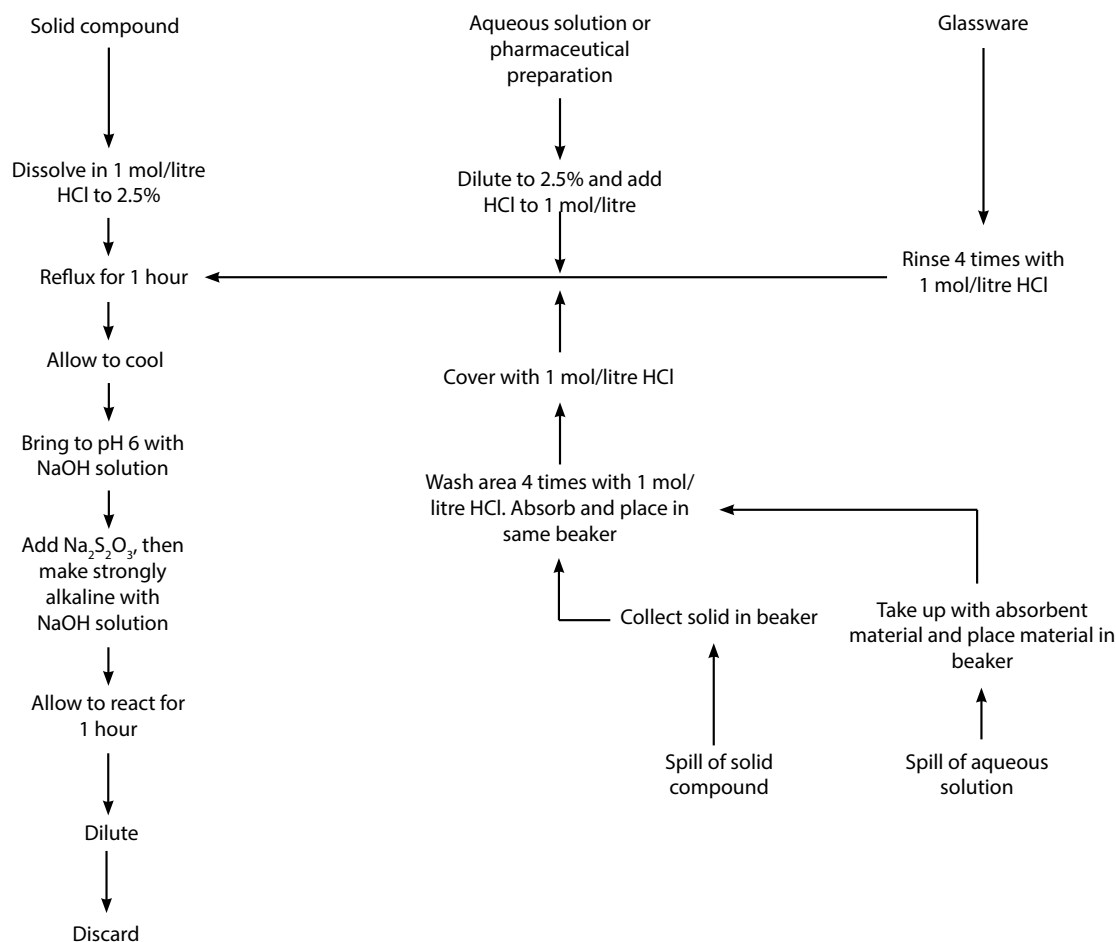 Solid compound
Aqueous solution or
pharmaceutical
preparation
Glassware
Dissolve in 1 mol/litre
HCl to 2.5%
Dilute to 2.5% and add
HCl to 1 mol/litre
Rinse 4 times with
1 mol/litre HCl
Reflux for 1 hour
Allow to cool
Cover with 1 mol/litre HCl
Bring to pH 6 with
NaOH solution
Wash area 4 times with 1 mol/
litre HCl. Absorb and place in
same beaker
Add Na₂S₂O₃, then
make strongly
alkaline with
NaOH solution
Collect solid in beaker
Take up with absorbent
material and place material in
beaker
Allow to react for
1 hour
Spill of solid
compound
Spill of aqueous
solution
Dilute
Discard